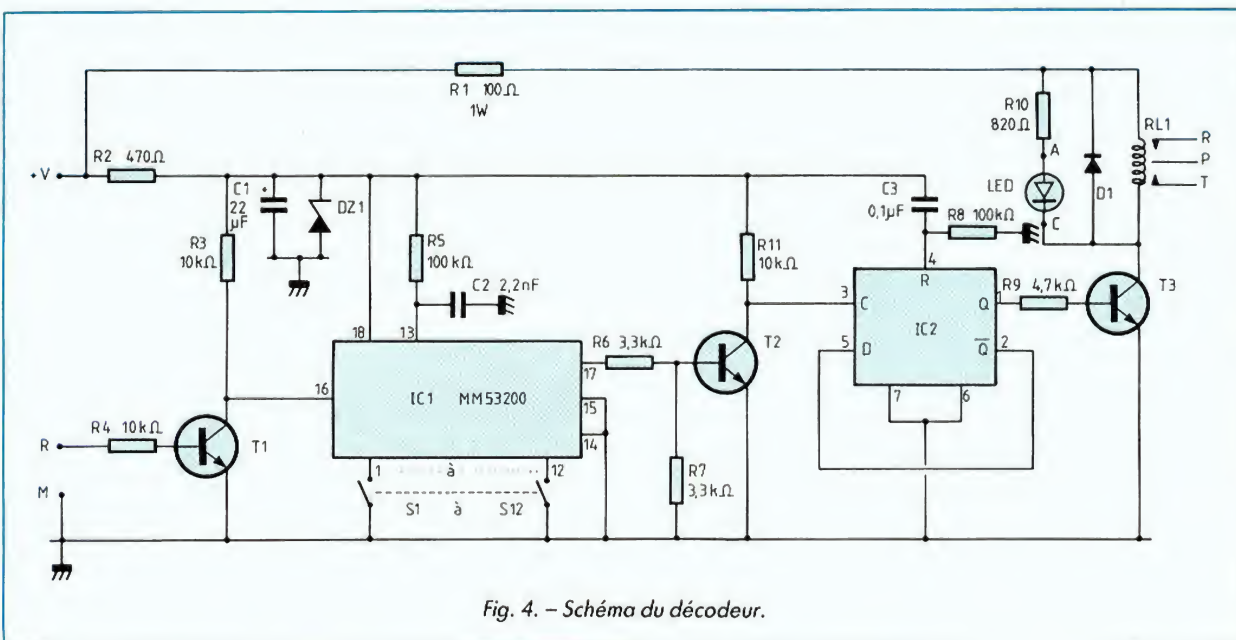 R1 100Ω
1W
R10
820Ω
RL1
R
P
T
A
LED
C
D1
R2 470Ω
+V
C1
22
µF
+
DZ1
R3
10kΩ
R5
100kΩ
C2 2,2nF
C3
0,1µF
R8 100kΩ
R11
10kΩ
4
R
3
C
5
D
IC2
Q
1
Q
2
7
6
R9 4,7kΩ
T3
18
13
16
IC1 MM53200
17
15
14
R6 3,3kΩ
T2
R7
3,3kΩ
R4 10kΩ
R
T1
M
1
à
12
S1 à S12
Fig. 4. – Schéma du décodeur.